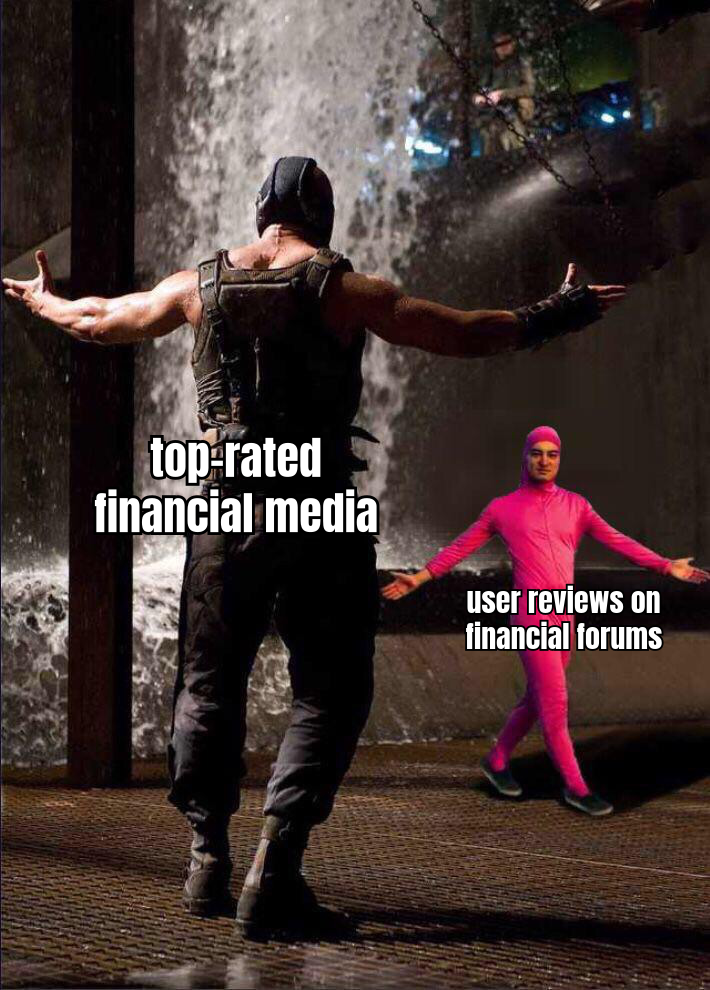 top-rated
financial media
user reviews on
financial forums